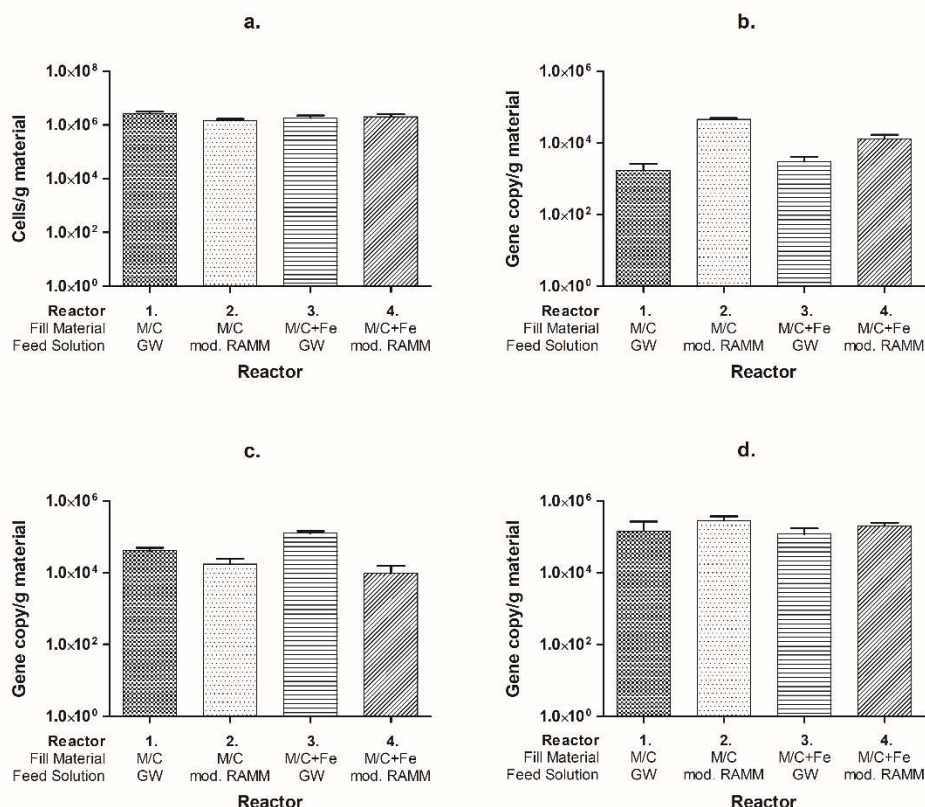 a.
Cells/g material
1.0×10⁸
1.0×10⁶
1.0×10⁴
1.0×10²
1.0×10⁰
Reactor 1. 2. 3. 4.
Fill Material M/C M/C M/C+Fe M/C+Fe
Feed Solution GW mod. RAMM GW mod. RAMM
Reactor
b.
Gene copy/g material
1.0×10⁶
1.0×10⁴
1.0×10²
1.0×10⁰
Reactor 1. 2. 3. 4.
Fill Material M/C M/C M/C+Fe M/C+Fe
Feed Solution GW mod. RAMM GW mod. RAMM
Reactor
c.
Gene copy/g material
1.0×10⁶
1.0×10⁴
1.0×10²
1.0×10⁰
Reactor 1. 2. 3. 4.
Fill Material M/C M/C M/C+Fe M/C+Fe
Feed Solution GW mod. RAMM GW mod. RAMM
Reactor
d.
Gene copy/g material
1.0×10⁶
1.0×10⁴
1.0×10²
1.0×10⁰
Reactor 1. 2. 3. 4.
Fill Material M/C M/C M/C+Fe M/C+Fe
Feed Solution GW mod. RAMM GW mod. RAMM
Reactor